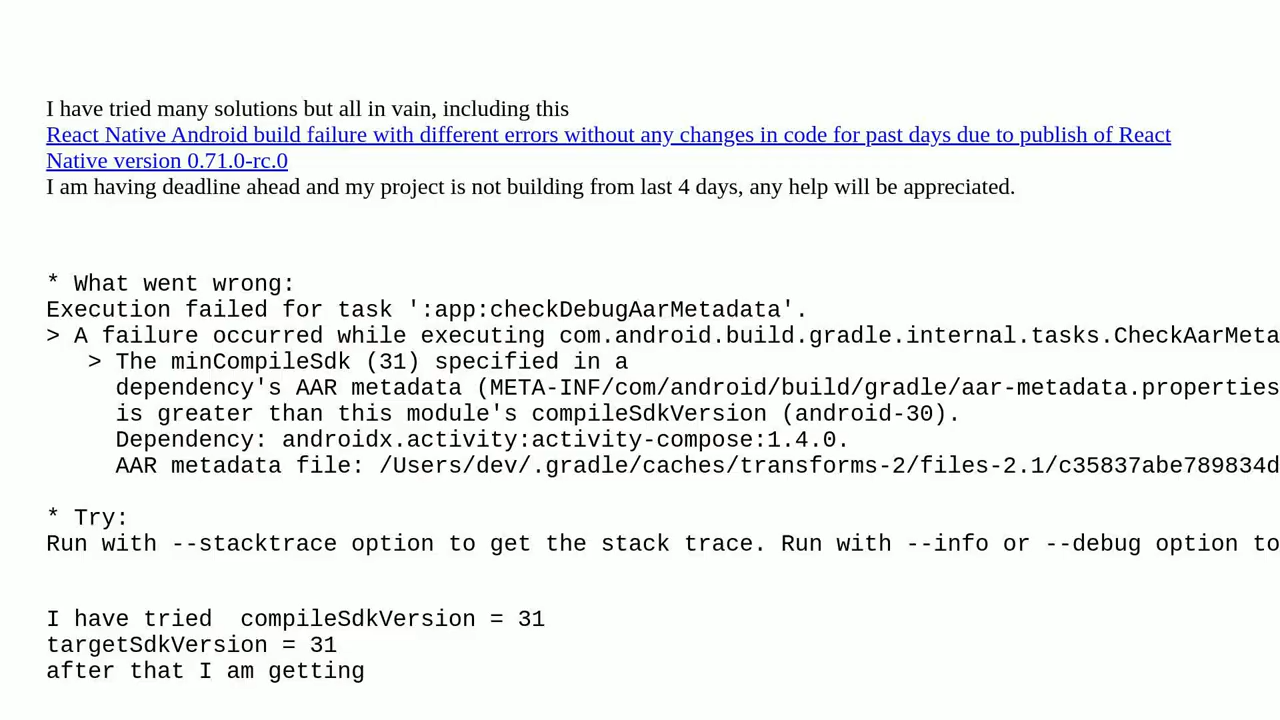 I have tried many solutions but all in vain, including this
React Native Android build failure with different errors without any changes in code for past days due to publish of React
Native version 0.71.0-rc.0
I am having deadline ahead and my project is not building from last 4 days, any help will be appreciated.
* What went wrong:
Execution failed for task ':app:checkDebugAarMetadata'.
> A failure occurred while executing com.android.build.gradle.internal.tasks.CheckAarMeta
   > The minCompileSdk (31) specified in a
     dependency's AAR metadata (META-INF/com/android/build/gradle/aar-metadata.properties
     is greater than this module's compileSdkVersion (android-30).
     Dependency: androidx.activity:activity-compose:1.4.0.
     AAR metadata file: /Users/dev/.gradle/caches/transforms-2/files-2.1/c35837abe789834d
* Try:
Run with --stacktrace option to get the stack trace. Run with --info or --debug option to
I have tried  compileSdkVersion = 31
targetSdkVersion = 31
after that I am getting